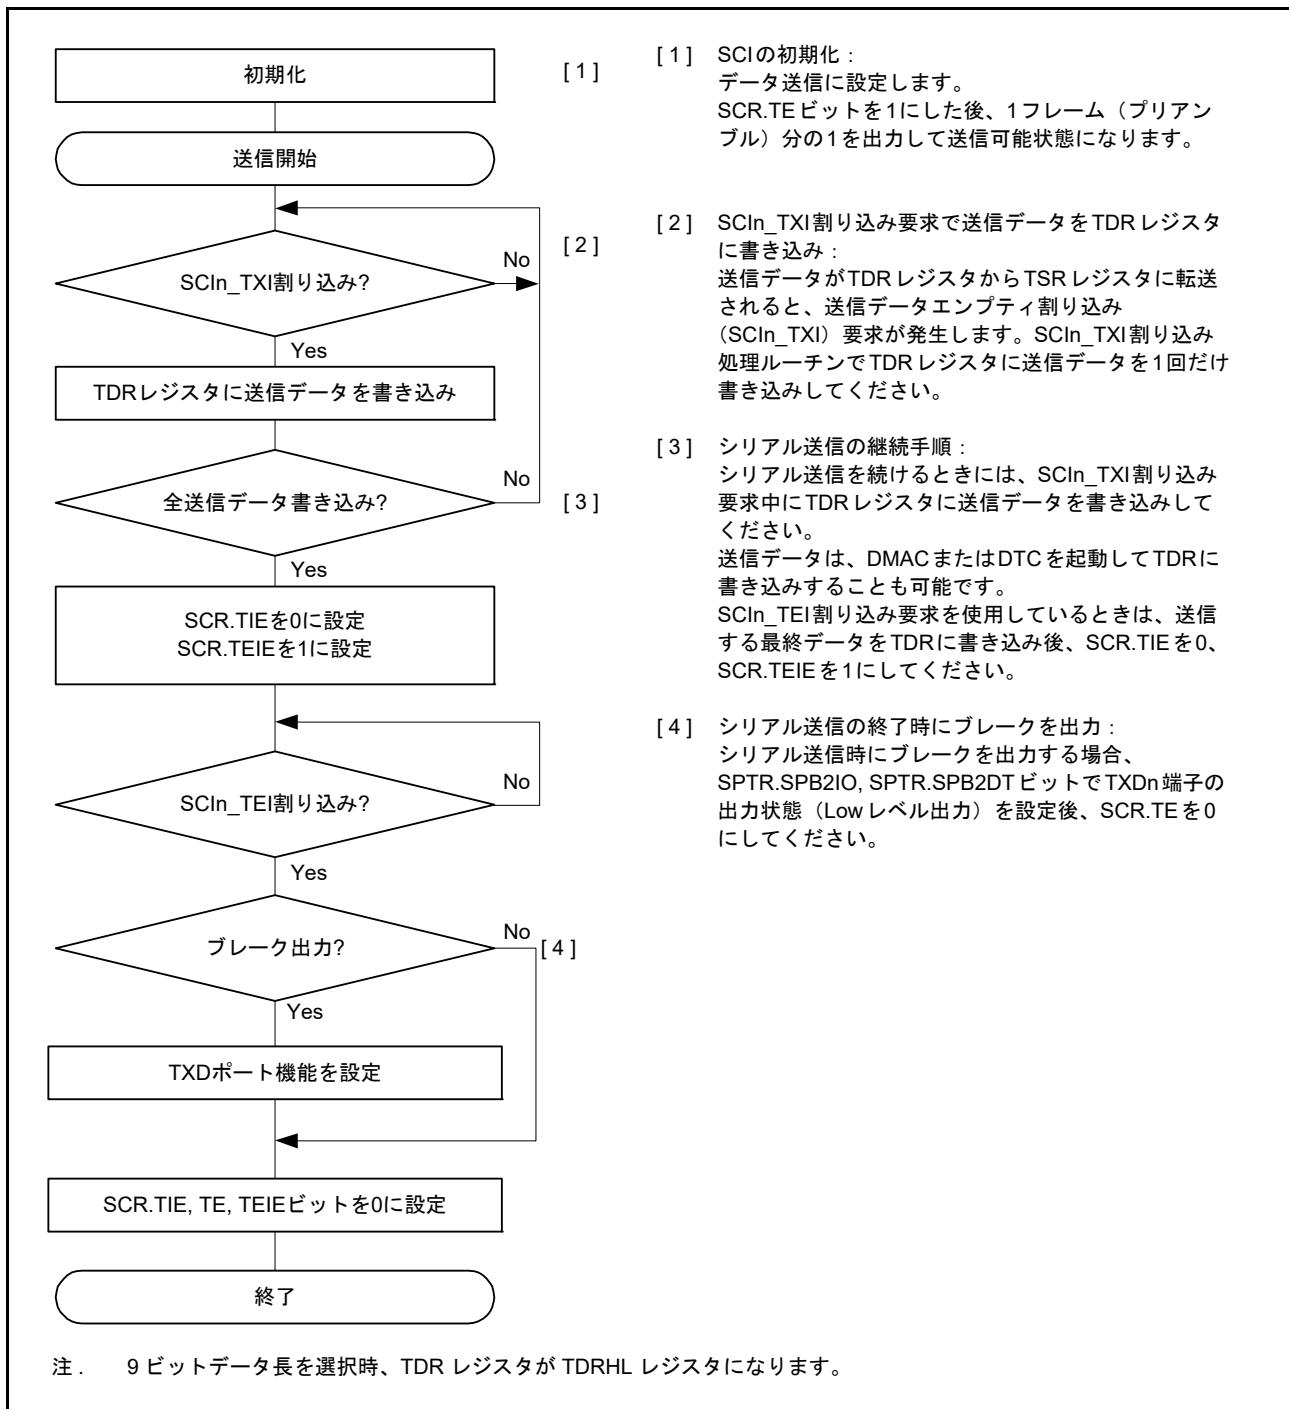 初期化
[ 1 ]
送信開始
[ 2 ]
SCIn_TXI割り込み?
No
Yes
TDRレジスタに送信データを書き込み
全送信データ書き込み?
No
[ 3 ]
Yes
SCR.TIEを0に設定
SCR.TEIEを1に設定
SCIn_TEI割り込み?
No
Yes
ブレーク出力?
No
[ 4 ]
Yes
TXDポート機能を設定
SCR.TIE, TE, TEIEビットを0に設定
終了
[ 1 ] SCIの初期化：
データ送信に設定します。
SCR.TEビットを1にした後、1フレーム（プリアン
ブル）分の1を出力して送信可能状態になります。
[ 2 ] SCIn_TXI割り込み要求で送信データをTDRレジスタ
に書き込み：
送信データがTDRレジスタからTSRレジスタに転送
されると、送信データエンプティ割り込み
（SCIn_TXI）要求が発生します。SCIn_TXI割り込み
処理ルーチンでTDRレジスタに送信データを1回だけ
書き込みしてください。
[ 3 ] シリアル送信の継続手順：
シリアル送信を続けるときには、SCIn_TXI割り込み
要求中にTDRレジスタに送信データを書き込みして
ください。
送信データは、DMACまたはDTCを起動してTDRに
書き込みすることも可能です。
SCIn_TEI割り込み要求を使用しているときは、送信
する最終データをTDRに書き込み後、SCR.TIEを0、
SCR.TEIEを1にしてください。
[ 4 ] シリアル送信の終了時にブレークを出力：
シリアル送信時にブレークを出力する場合、
SPTR.SPB2IO, SPTR.SPB2DTビットでTXDn端子の
出力状態（Lowレベル出力）を設定後、SCR.TEを0
にしてください。
注． 9 ビットデータ長を選択時、TDR レジスタが TDRHL レジスタになります。